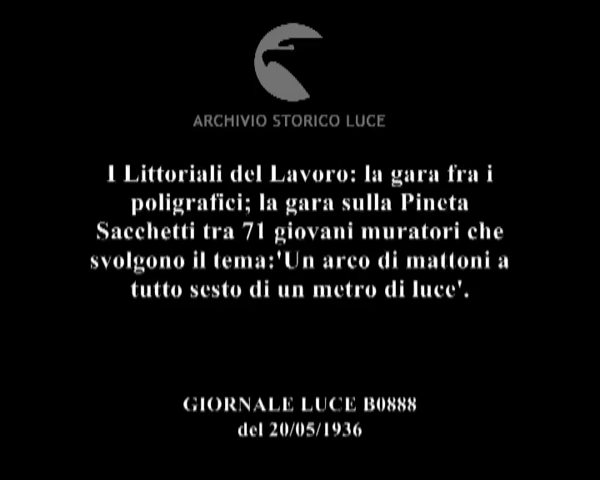 ARCHIVIO STORICO LUCE
I Littoriali del Lavoro: la gara fra i
poligrafici; la gara sulla Pineta
Sacchetti tra 71 giovani muratori che
svolgono il tema:'Un arco di mattoni a
tutto sesto di un metro di luce'.
GIORNALE LUCE B0888
del 20/05/1936